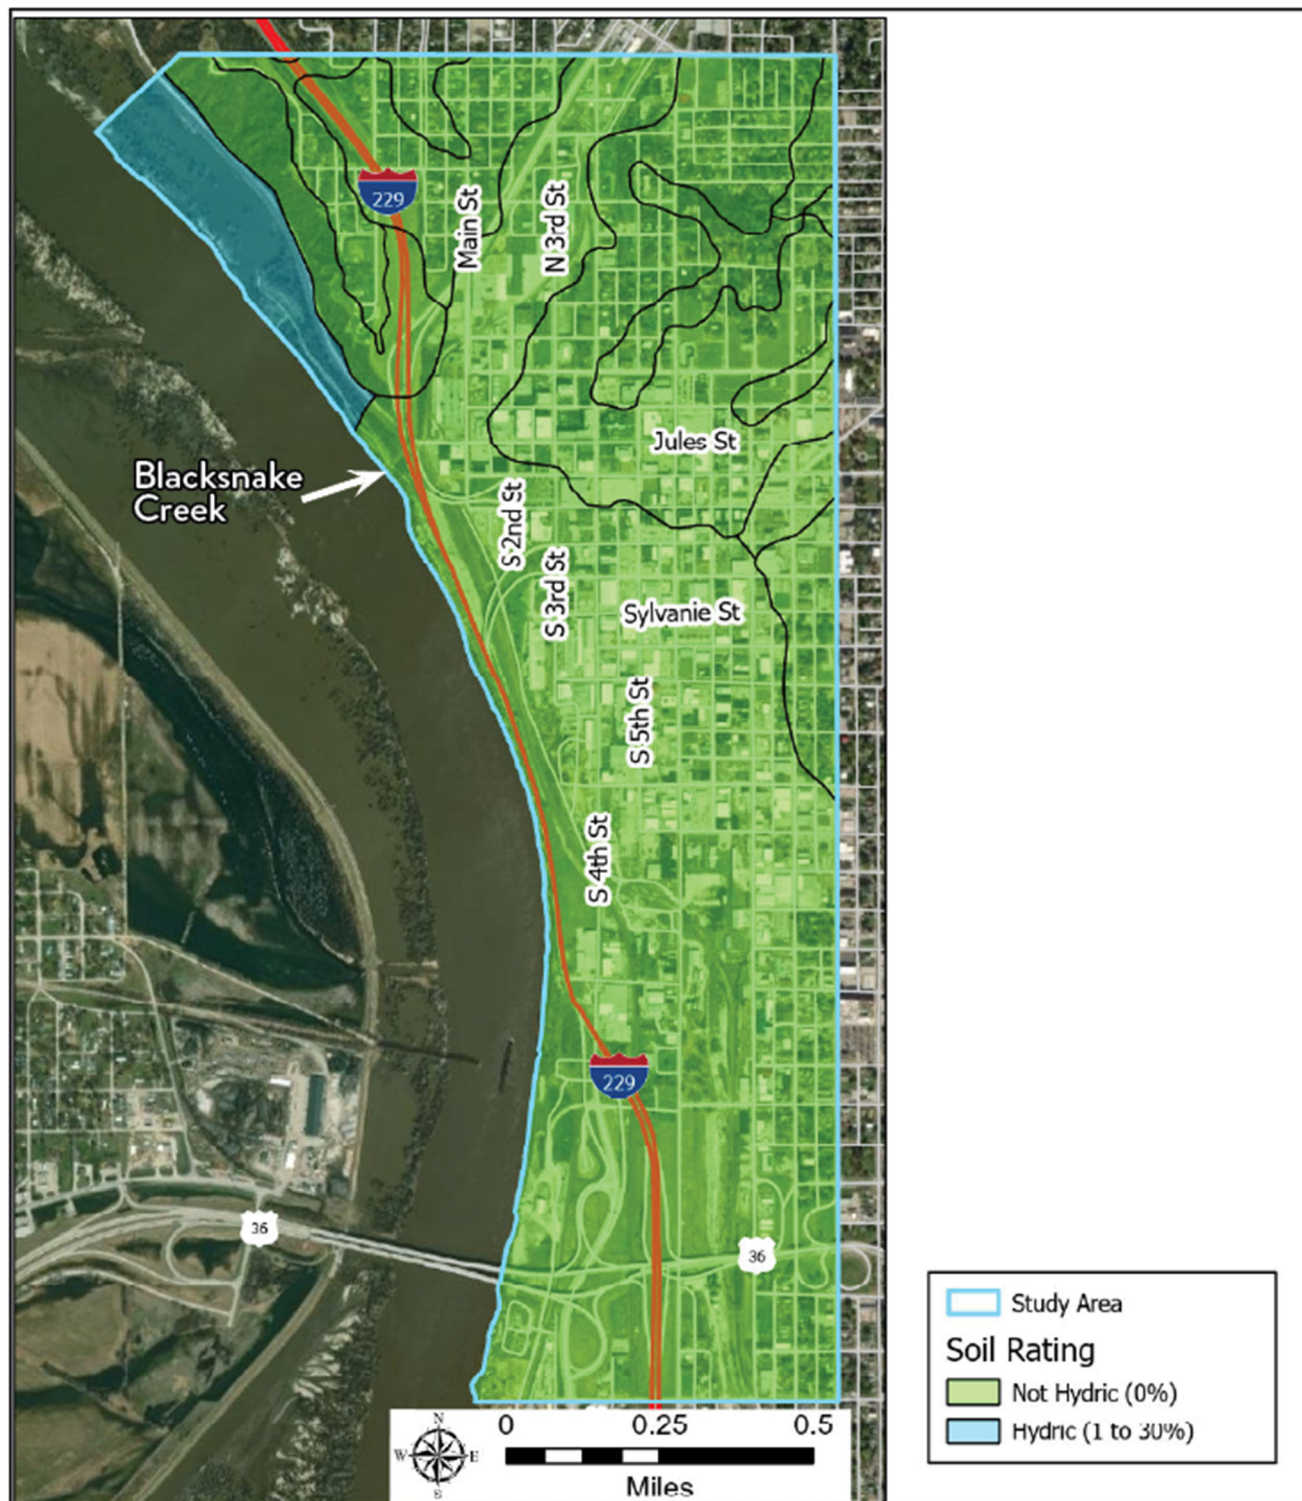 229
Main St
N 3rd St
Jules St
Blacksnake
Creek
S 2nd St
S 3rd St
Sylvanie St
S 5th St
S 4th St
229
36
36
Study Area
Soil Rating
Not Hydric (0%)
Hydric (1 to 30%)
N
W E
S
0 0.25 0.5
Miles